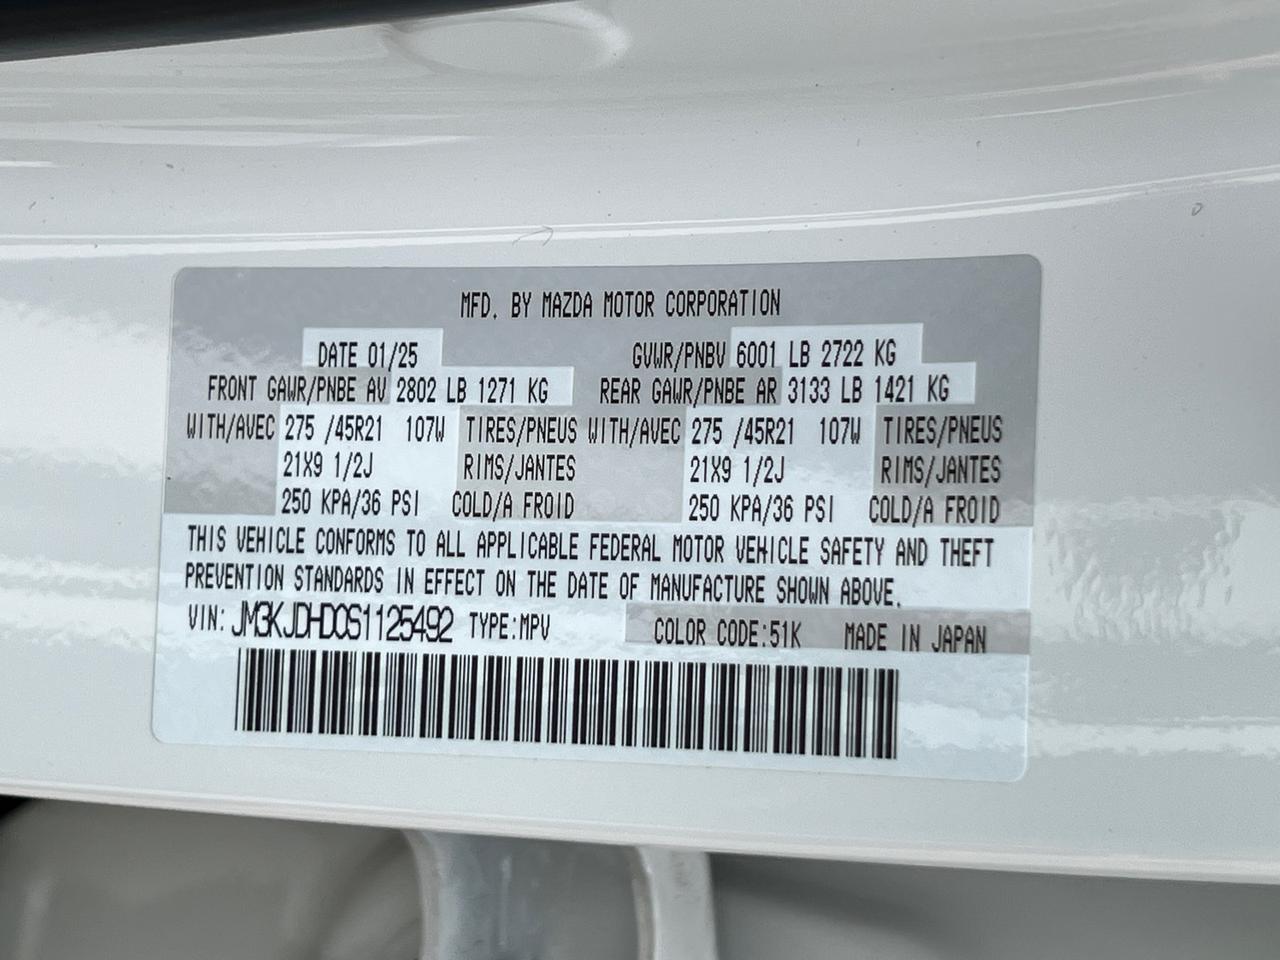 MFD. BY MAZDA MOTOR CORPORATION
DATE 01/25 GVWR/PNBV 6001 LB 2722 KG
FRONT GAWR/PNBE AV 2802 LB 1271 KG REAR GAWR/PNBE AR 3133 LB 1421 KG
WITH/AVEC 275 /45R21 107W TIRES/PNEUS WITH/AVEC 275 /45R21 107W TIRES/PNEUS
21X9 1/2J RIMS/JANTES 21X9 1/2J RIMS/JANTES
250 KPA/36 PSI COLD/A FROID 250 KPA/36 PSI COLD/A FROID
THIS VEHICLE CONFORMS TO ALL APPLICABLE FEDERAL MOTOR VEHICLE SAFETY AND THEFT
PREVENTION STANDARDS IN EFFECT ON THE DATE OF MANUFACTURE SHOWN ABOVE.
VIN: JM3KJDHD0S1125492 TYPE:MPV COLOR CODE:51K MADE IN JAPAN